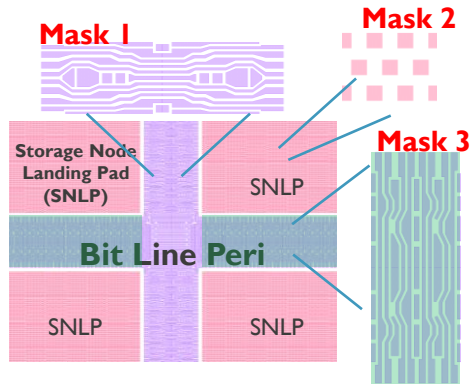 Mask 1
Mask 2
Storage Node
Landing Pad
(SNLP)
SNLP
Mask 3
Bit Line Peri
SNLP
SNLP